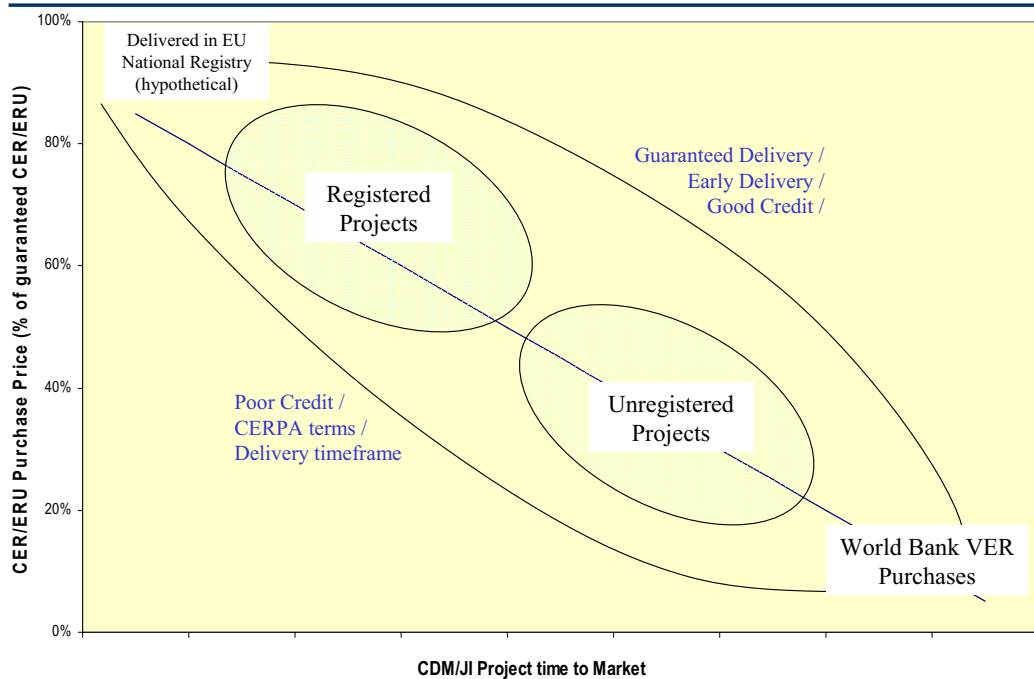 100%
80%
60%
40%
20%
0%
CER/ERU Purchase Price (% of guaranteed CER/ERU)
Delivered in EU
National Registry
(hypothetical)
Registered
Projects
Guaranteed Delivery /
Early Delivery /
Good Credit /
Poor Credit /
CERPA terms /
Delivery timeframe
Unregistered
Projects
World Bank VER
Purchases
CDM/JI Project time to Market